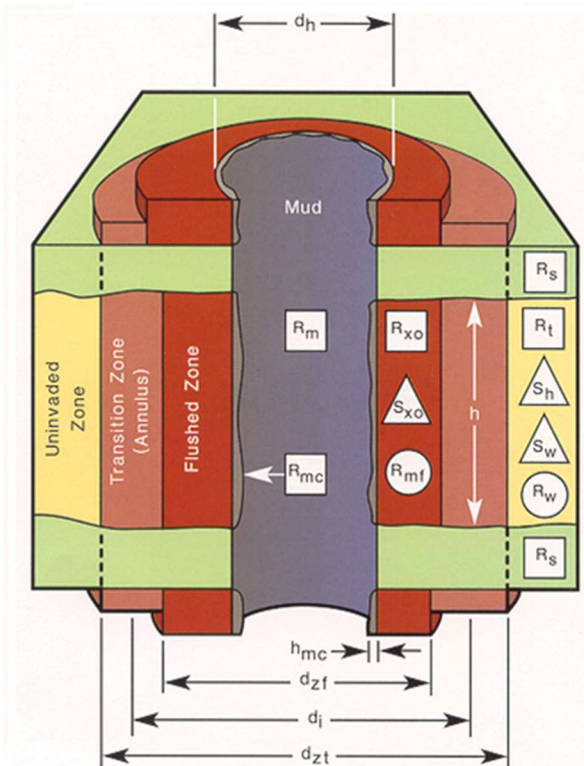 dh
Mud
Rs
Rm
Rxo
Rt
Uninvaded
Zone
Transition Zone
(Annulus)
Flushed Zone
Sxo
h
Sh
Sw
Rmc
Rmf
Rw
Rs
hmc
dzf
di
dzt